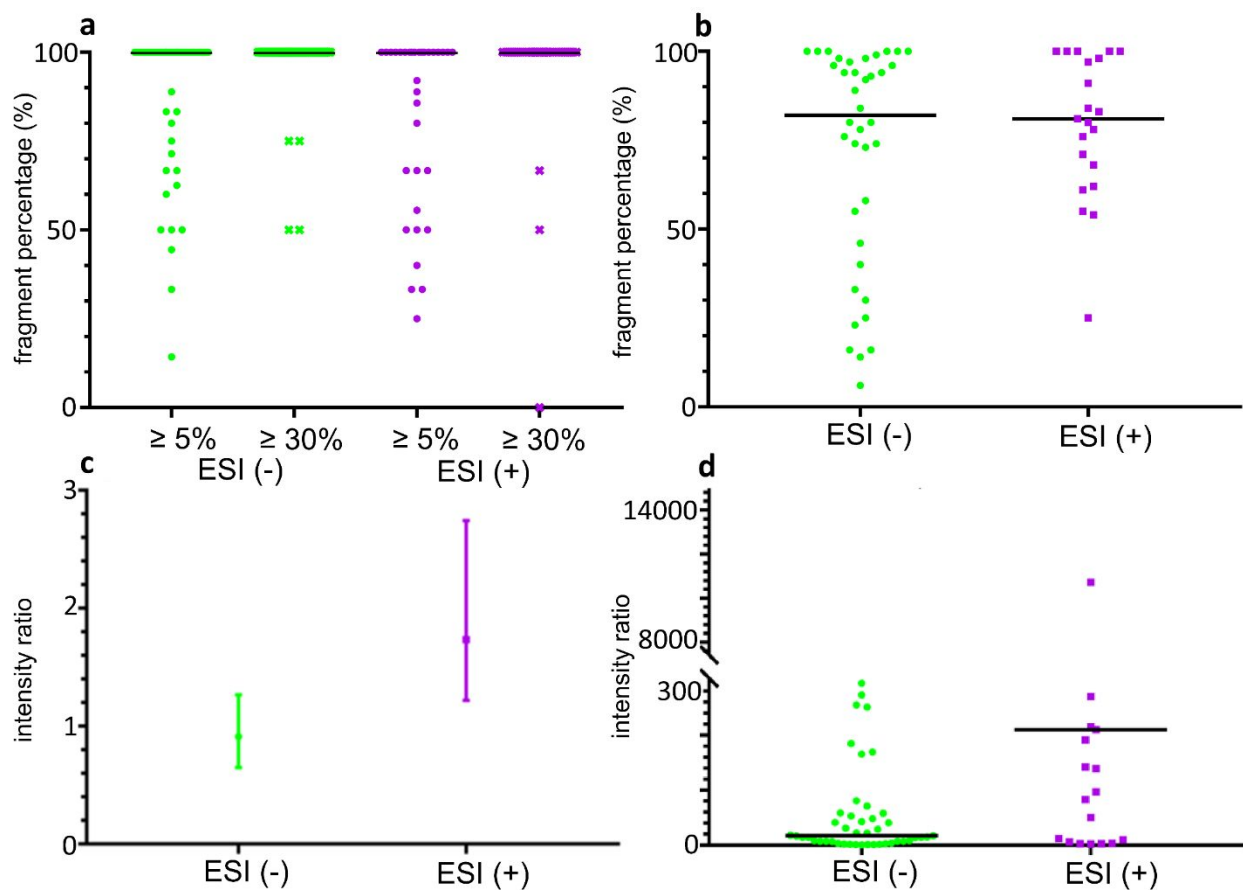 a
fragment percentage (%)
100
50
0
≥ 5% ≥ 30% ≥ 5% ≥ 30%
ESI (-) ESI (+)
b
fragment percentage (%)
100
50
0
ESI (-) ESI (+)
c
intensity ratio
3
2
1
0
ESI (-) ESI (+)
d
intensity ratio
14000
8000
300
0
ESI (-) ESI (+)